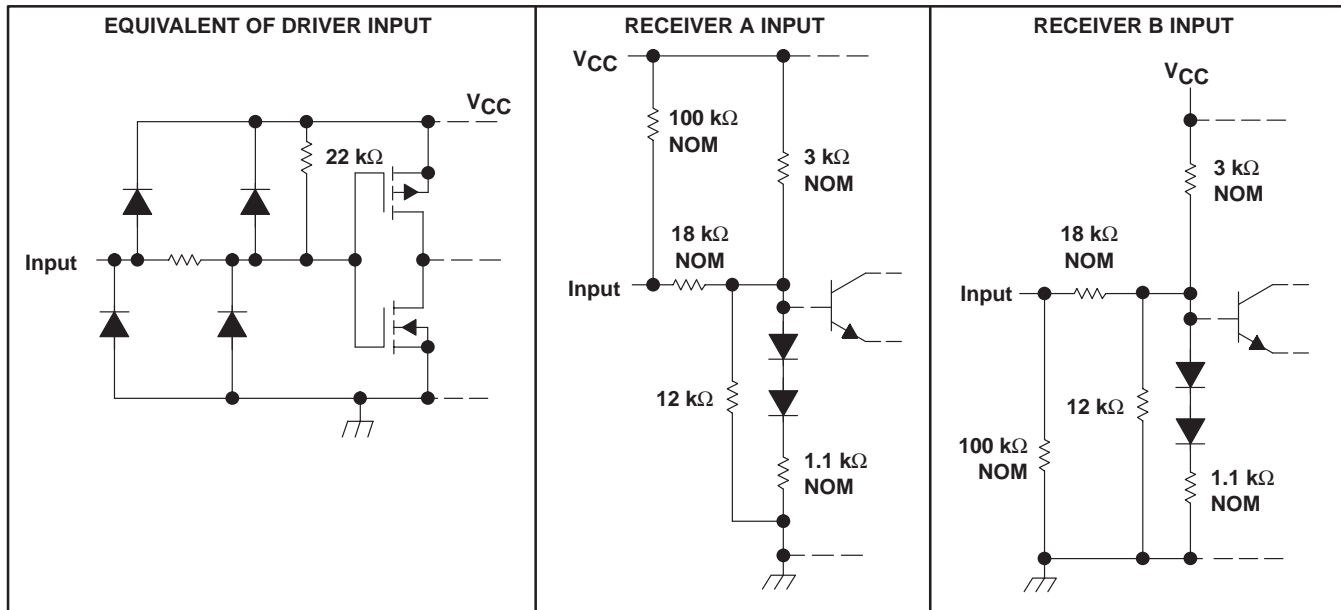 EQUIVALENT OF DRIVER INPUT
VCC
22 kΩ
Input
RECEIVER A INPUT
VCC
100 kΩ
NOM
3 kΩ
NOM
18 kΩ
NOM
Input
12 kΩ
1.1 kΩ
NOM
RECEIVER B INPUT
VCC
3 kΩ
NOM
18 kΩ
NOM
Input
12 kΩ
100 kΩ
NOM
1.1 kΩ
NOM